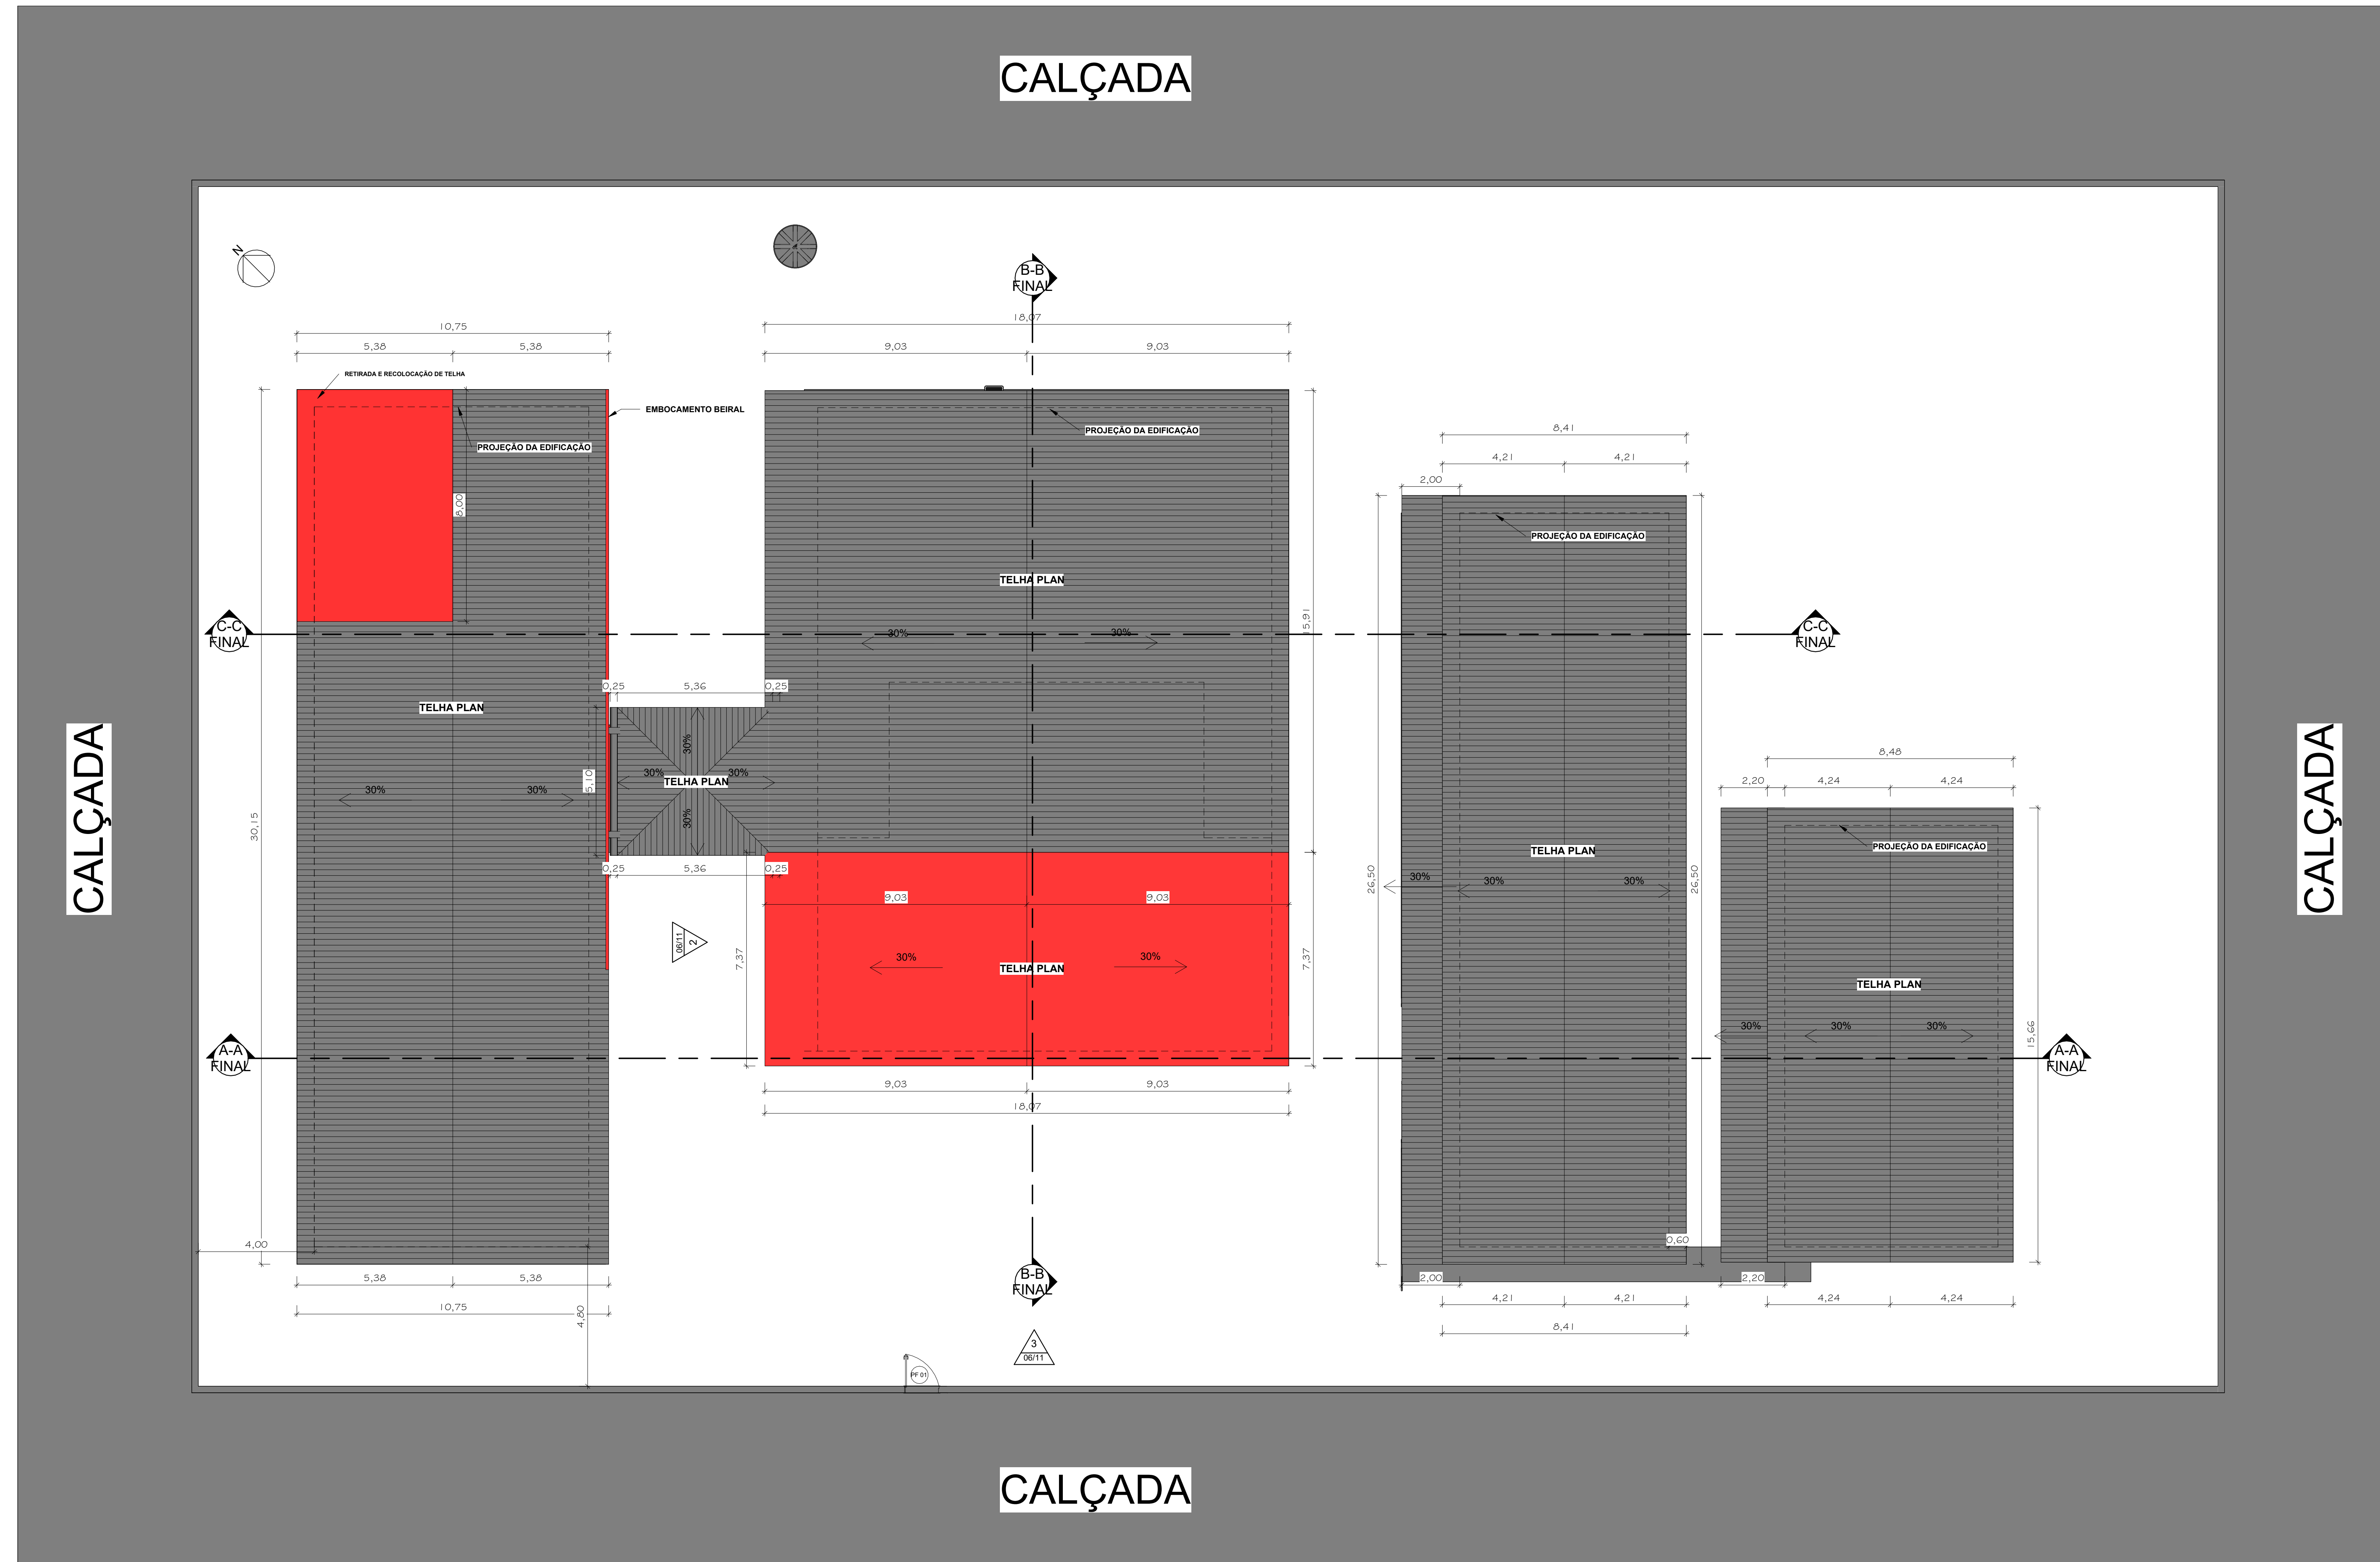 CALÇADA
N
B-B
FINAL
10,75
18,07
5,38
5,38
9,03
9,03
RETIRADA E RECOLOCAÇÃO DE TELHA
EMBOCAMENTO BEIRAL
PROJEÇÃO DA EDIFICAÇÃO
PROJEÇÃO DA EDIFICAÇÃO
8,41
4,21
4,21
2,00
8,00
PROJEÇÃO DA EDIFICAÇÃO
TELHA PLAN
15,91
C-C
FINAL
30%
30%
C-C
FINAL
0,25
5,36
0,25
TELHA PLAN
CALÇADA
30%
30%
30%
TELHA PLAN
5,10
30%
30%
30%
30,15
CALÇADA
8,48
2,20
4,24
4,24
TELHA PLAN
PROJEÇÃO DA EDIFICAÇÃO
0,25
5,36
0,25
26,50
30%
30%
30%
26,50
9,03
9,03
06/11
2
7,37
30%
30%
TELHA PLAN
7,37
TELHA PLAN
30%
30%
30%
15,66
A-A
FINAL
A-A
FINAL
9,03
9,03
18,07
4,00
0,60
5,38
5,38
B-B
FINAL
2,00
2,20
10,75
4,80
4,21
4,21
4,24
4,24
8,41
3
06/11
PF 01
CALÇADA